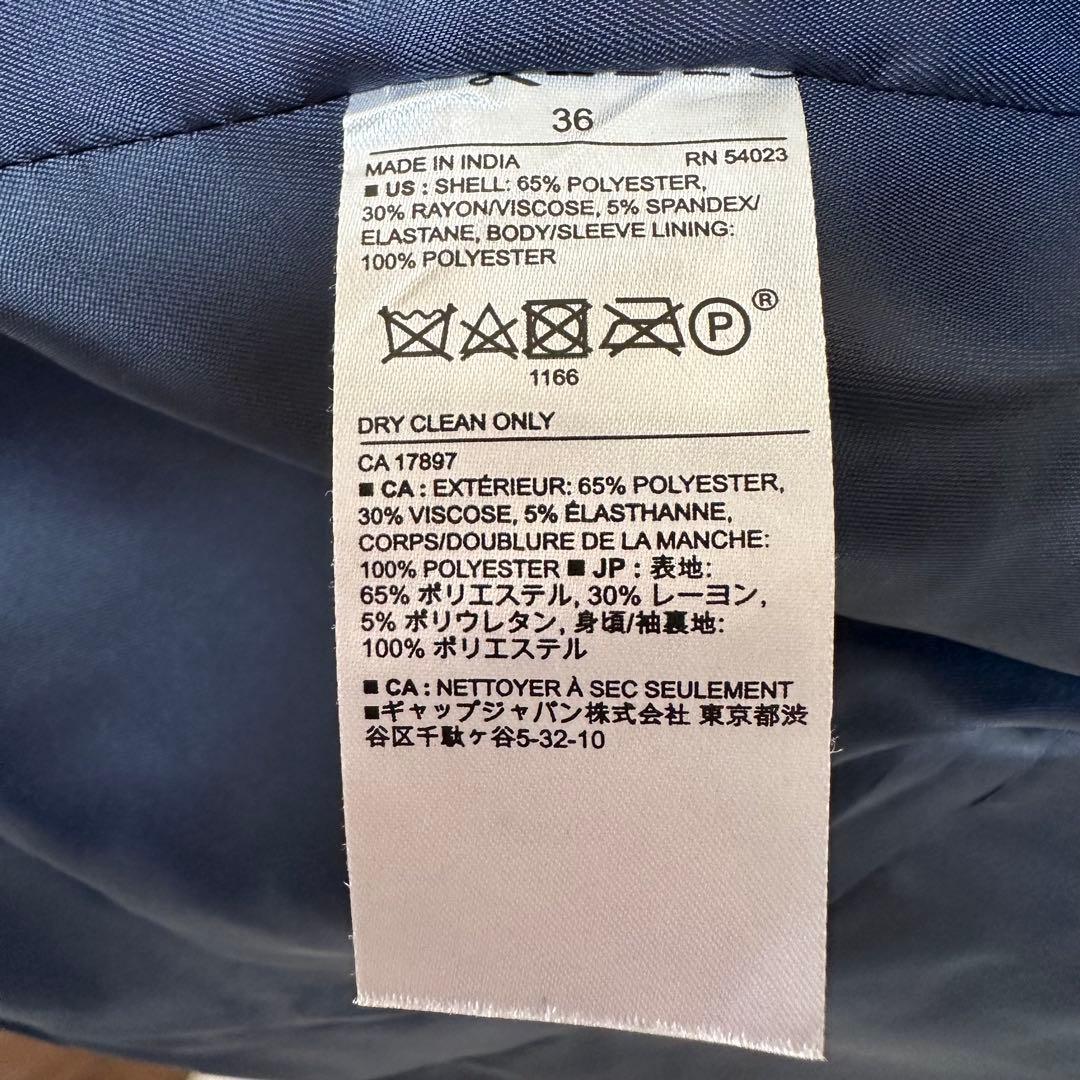 36
MADE IN INDIA RN 54023
■ US : SHELL: 65% POLYESTER,
30% RAYON/VISCOSE, 5% SPANDEX/
ELASTANE, BODY/SLEEVE LINING:
100% POLYESTER
P ®
1166
DRY CLEAN ONLY
CA 17897
■ CA : EXTÉRIEUR: 65% POLYESTER,
30% VISCOSE, 5% ÉLASTHANNE,
CORPS/DOUBLURE DE LA MANCHE:
100% POLYESTER ■ JP : 表地:
65% ポリエステル, 30% レーヨン,
5% ポリウレタン, 身頃/袖裏地:
100% ポリエステル
■ CA : NETTOYER À SEC SEULEMENT
■ギャップジャパン株式会社 東京都渋
谷区千駄ヶ谷5-32-10